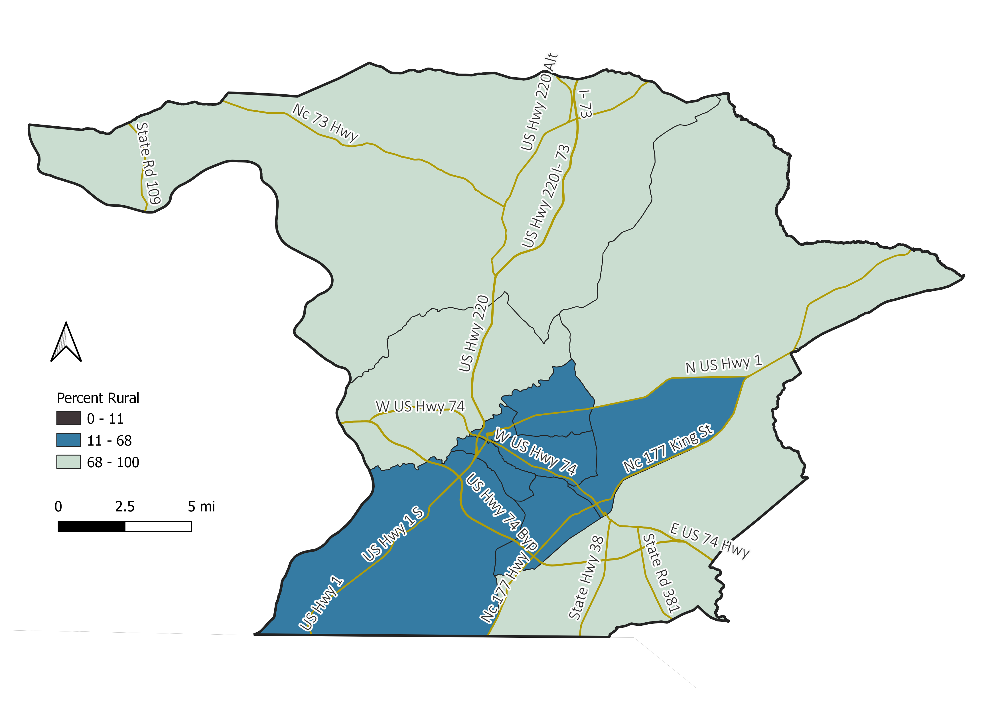 US Hwy 220 Alt
I- 73
Nc 73 Hwy
State Rd 109
US Hwy 220I- 73
US Hwy 220
N US Hwy 1
W US Hwy 74
W US Hwy 74
Nc 177 King St
US Hwy 74 Byp
US Hwy 1 S
E US 74 Hwy
State Hwy 38
State Rd 381
Nc 177 Hwy
US Hwy 1
Percent Rural
0 - 11
11 - 68
68 - 100
0 2.5 5 mi